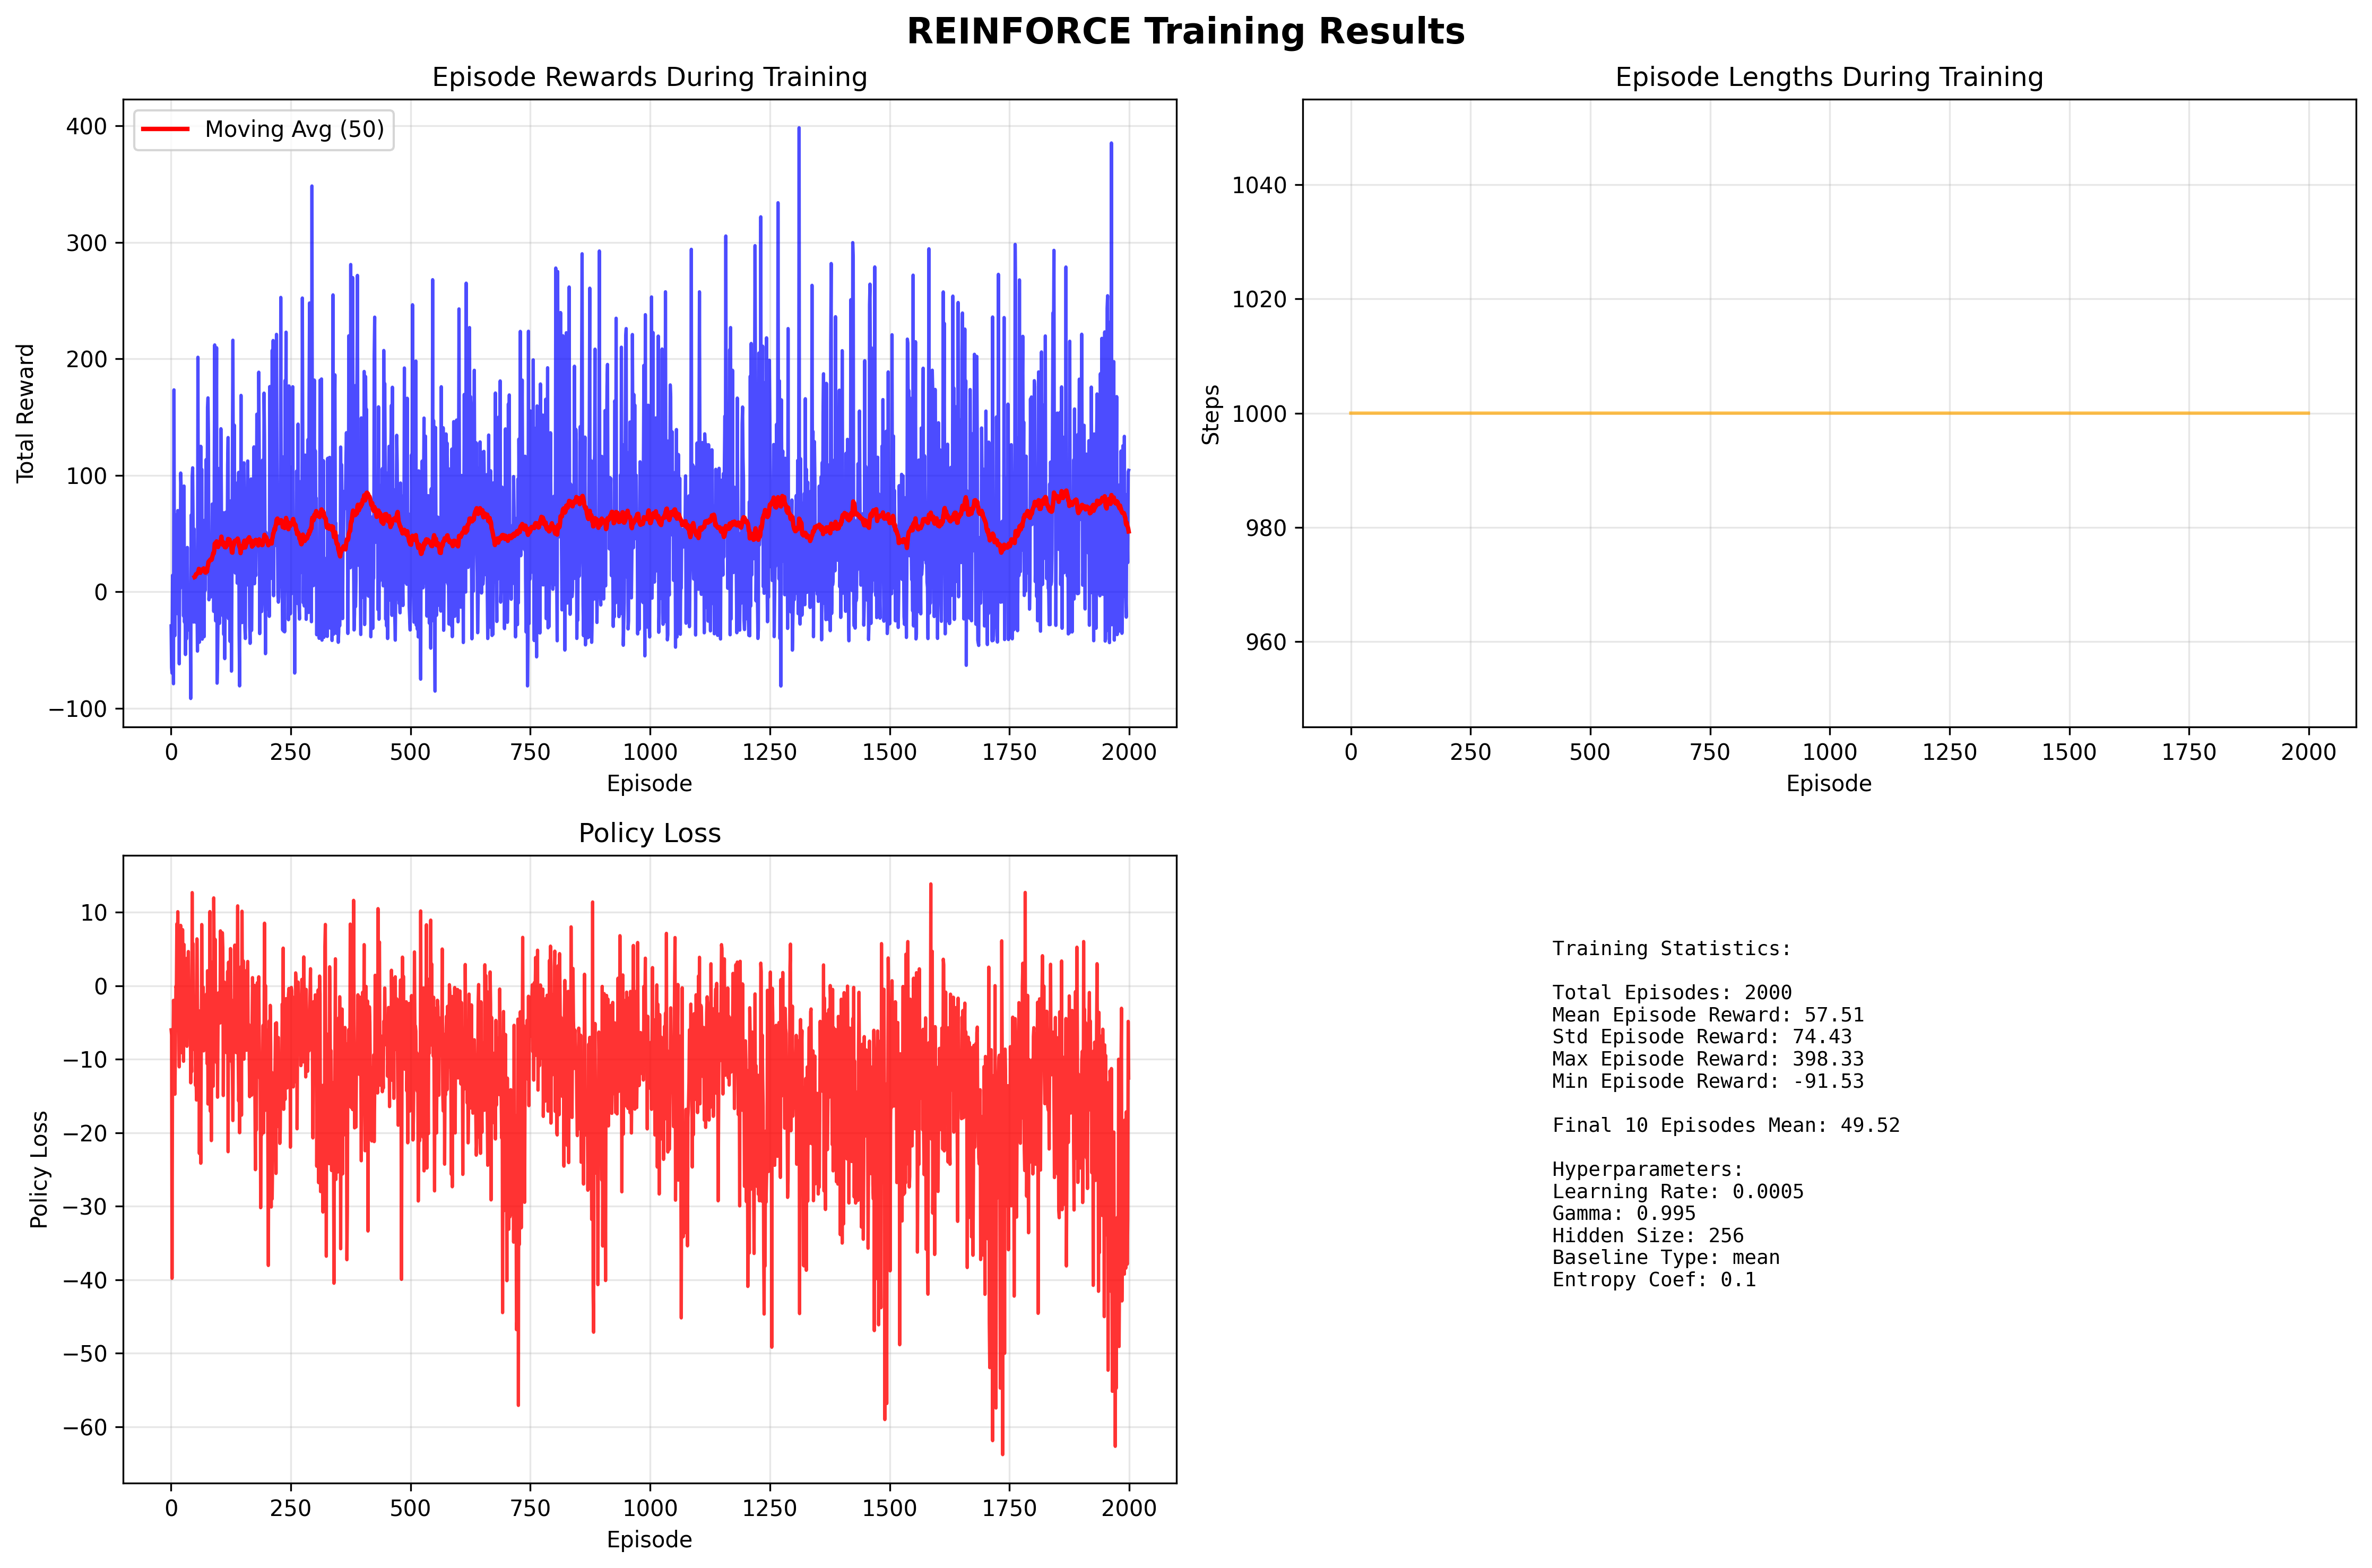 REINFORCE Training Results
Episode Rewards During Training
Moving Avg (50)
400
300
200
100
0
−100
Total Reward
0 250 500 750 1000 1250 1500 1750 2000
Episode
Episode Lengths During Training
1040
1020
1000
980
960
Steps
0 250 500 750 1000 1250 1500 1750 2000
Episode
Policy Loss
10
0
−10
−20
−30
−40
−50
−60
Policy Loss
0 250 500 750 1000 1250 1500 1750 2000
Episode
Training Statistics:
Total Episodes: 2000
Mean Episode Reward: 57.51
Std Episode Reward: 74.43
Max Episode Reward: 398.33
Min Episode Reward: -91.53
Final 10 Episodes Mean: 49.52
Hyperparameters:
Learning Rate: 0.0005
Gamma: 0.995
Hidden Size: 256
Baseline Type: mean
Entropy Coef: 0.1